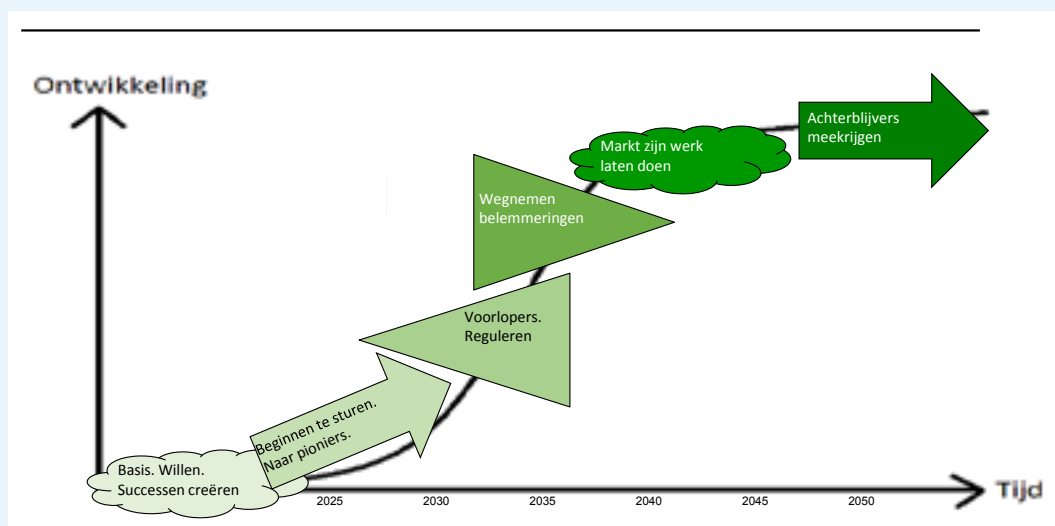 Ontwikkeling
Achterblijvers
meekrijgen
Markt zijn werk
laten doen
Wegnemen
belemmeringen
Voorlopers.
Reguleren
Beginnen te sturen.
Naar pioniers.
Basis. Willen.
Successen creëren
2025 2030 2035 2040 2045 2050
Tijd